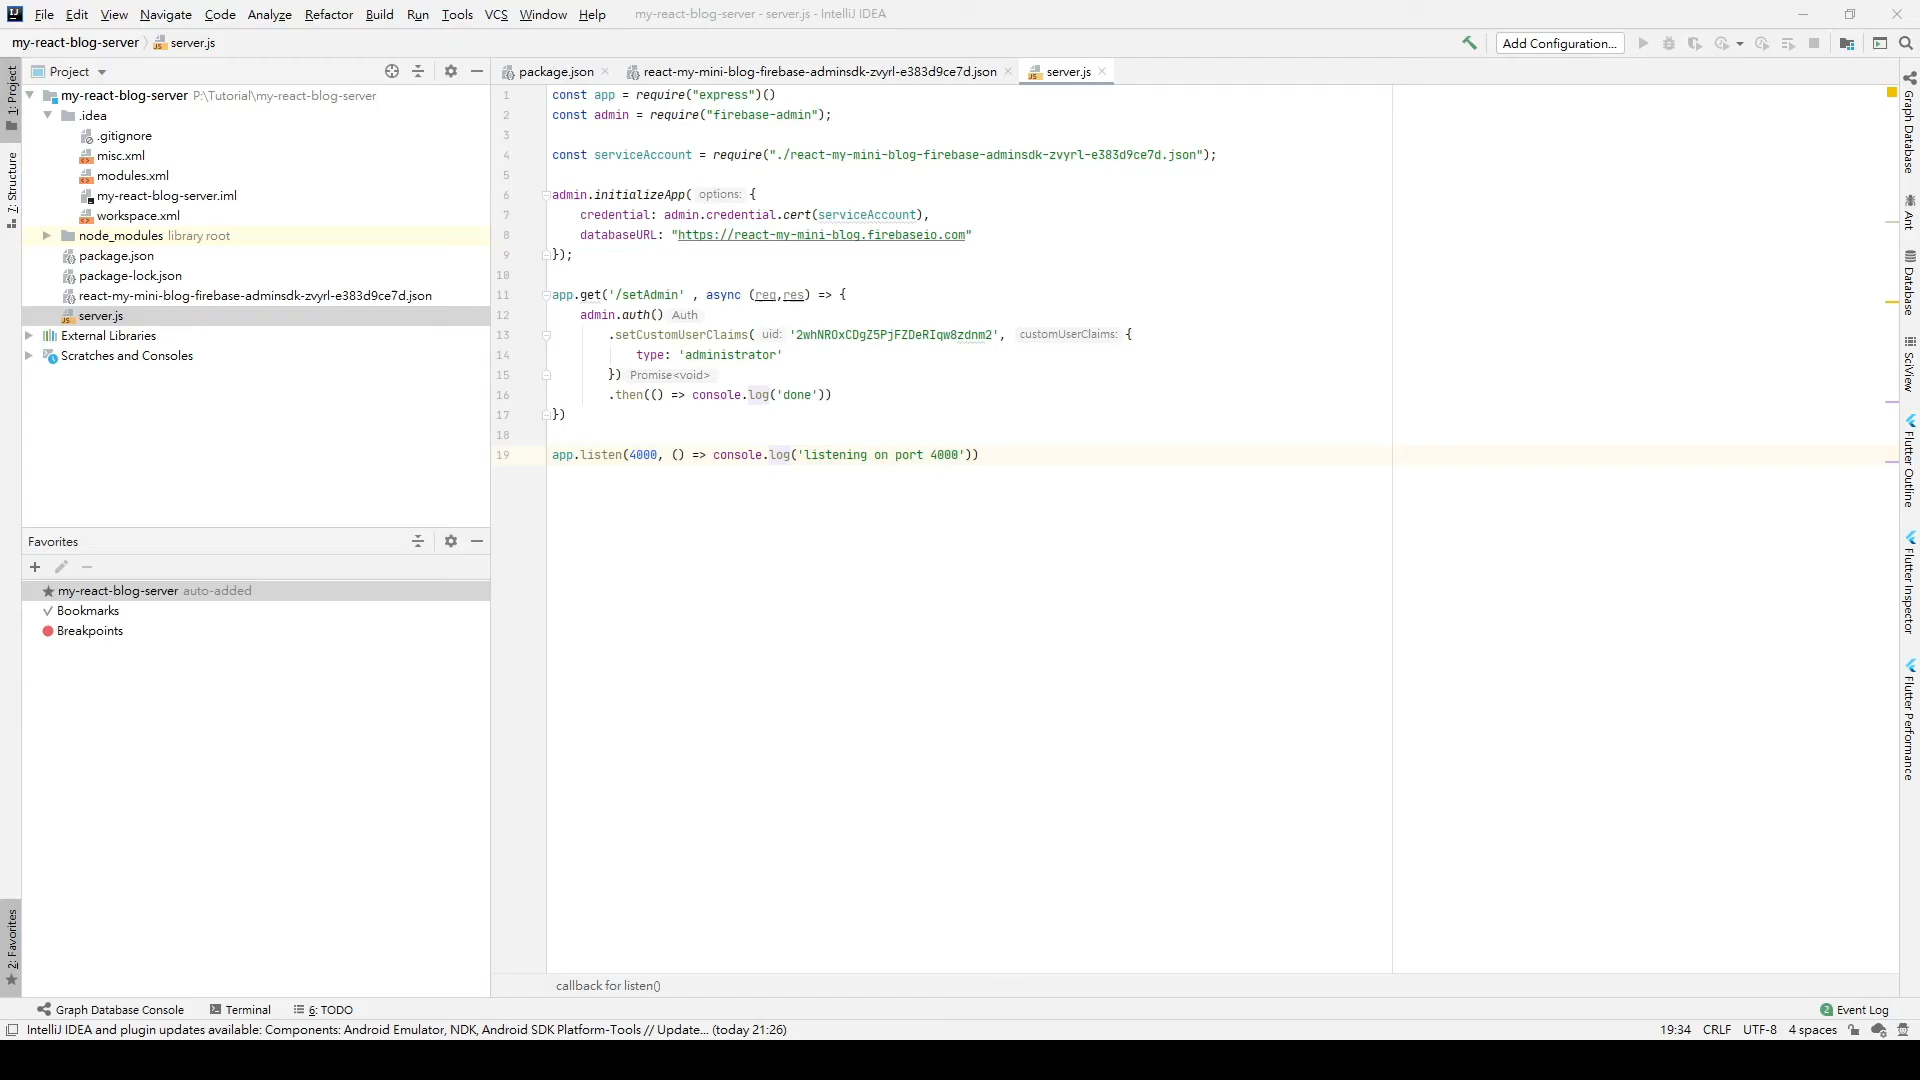 File Edit View Navigate Code Analyze Refactor Build Run Tools VCS Window Help my-react-blog-server - server.js - IntelliJ IDEA
my-react-blog-server server.js Add Configuration...
1: Project
7: Structure
2: Favorites
Project
my-react-blog-server P:\Tutorial\my-react-blog-server
.idea
.gitignore
misc.xml
modules.xml
my-react-blog-server.iml
workspace.xml
node_modules library root
package.json
package-lock.json
react-my-mini-blog-firebase-adminsdk-zvyrl-e383d9ce7d.json
server.js
External Libraries
Scratches and Consoles
Favorites
my-react-blog-server auto-added
Bookmarks
Breakpoints
package.json react-my-mini-blog-firebase-adminsdk-zvyrl-e383d9ce7d.json server.js
1 const app = require("express")()
2 const admin = require("firebase-admin");
3
4 const serviceAccount = require("./react-my-mini-blog-firebase-adminsdk-zvyrl-e383d9ce7d.json");
5
6 admin.initializeApp( options: {
7 credential: admin.credential.cert(serviceAccount),
8 databaseURL: "https://react-my-mini-blog.firebaseio.com"
9 });
10
11 app.get('/setAdmin' , async (req,res) => {
12 admin.auth() Auth
13 .setCustomUserClaims( uid: '2whNROxCDgZ5PjFZDeRIqw8zdnm2', customUserClaims: {
14 type: 'administrator'
15 }) Promise<void>
16 .then(() => console.log('done'))
17 })
18
19 app.listen(4000, () => console.log('listening on port 4000'))
callback for listen()
Graph Database
Ant
Database
SciView
Flutter Outline
Flutter Inspector
Flutter Performance
Graph Database Console Terminal 6: TODO 2 Event Log
IntelliJ IDEA and plugin updates available: Components: Android Emulator, NDK, Android SDK Platform-Tools // Update... (today 21:26) 19:34 CRLF UTF-8 4 spaces